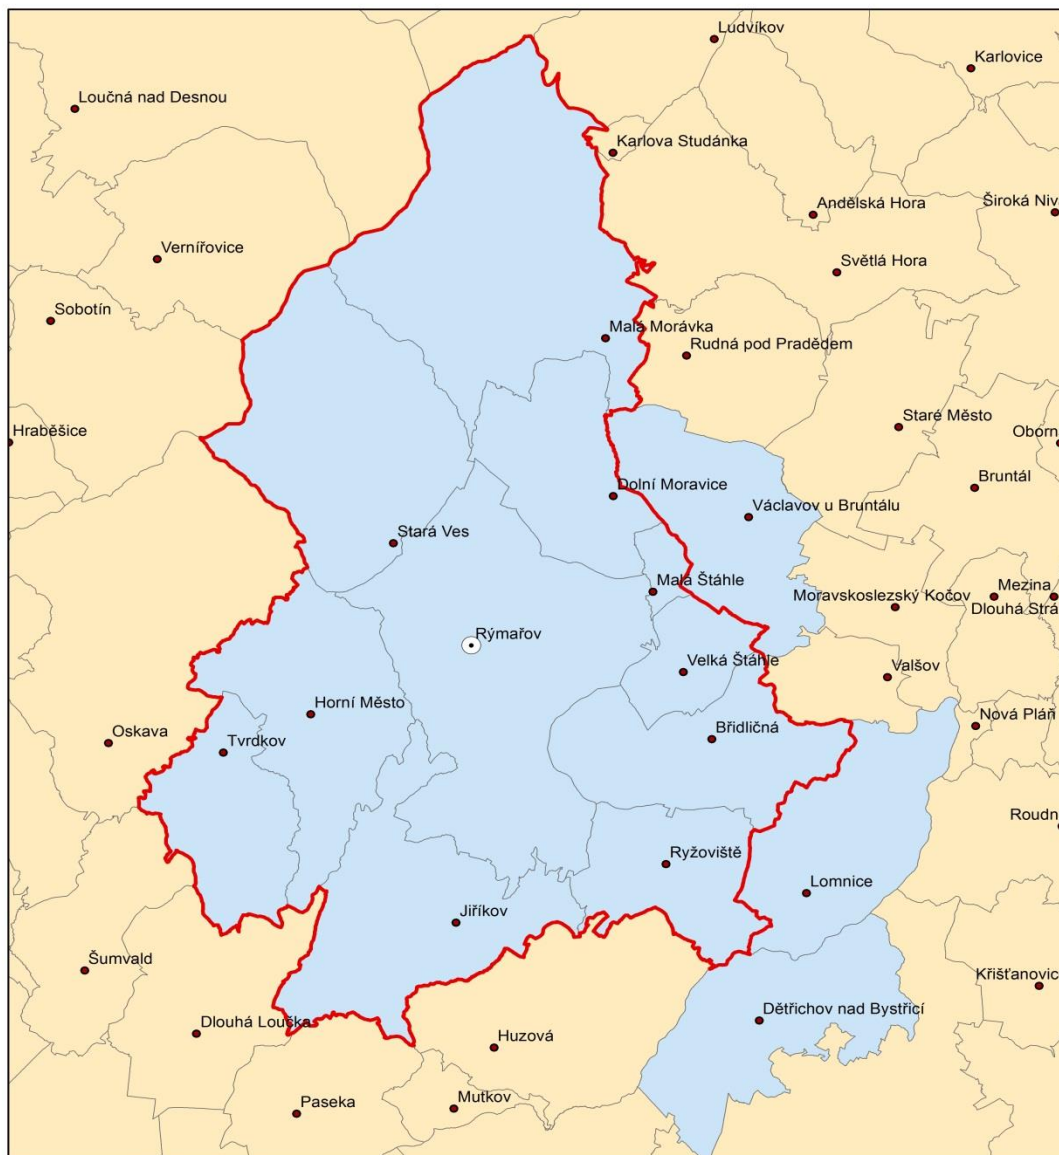 Ludvíkov
Karlovice
Loučná nad Desnou
Karlova Studánka
Andělská Hora
Široká Niv
Vernířovice
Světlá Hora
Sobotín
Malá Morávka
Rudná pod Pradědem
Staré Město
Hraběšice
Oborn
Bruntál
Dolní Moravice
Václavov u Bruntálu
Stará Ves
Malá Štáhle
Mezina
Moravskoslezský Kočov
Dlouhá Strá
Rýmařov
Velká Štáhle
Valšov
Horní Město
Nová Pláň
Oskava
Břidličná
Tvrdkov
Roudn
Ryžoviště
Lomnice
Jiříkov
Šumvald
Křišťanovic
Dětřichov nad Bystřicí
Dlouhá Loučka
Huzová
Paseka
Mutkov